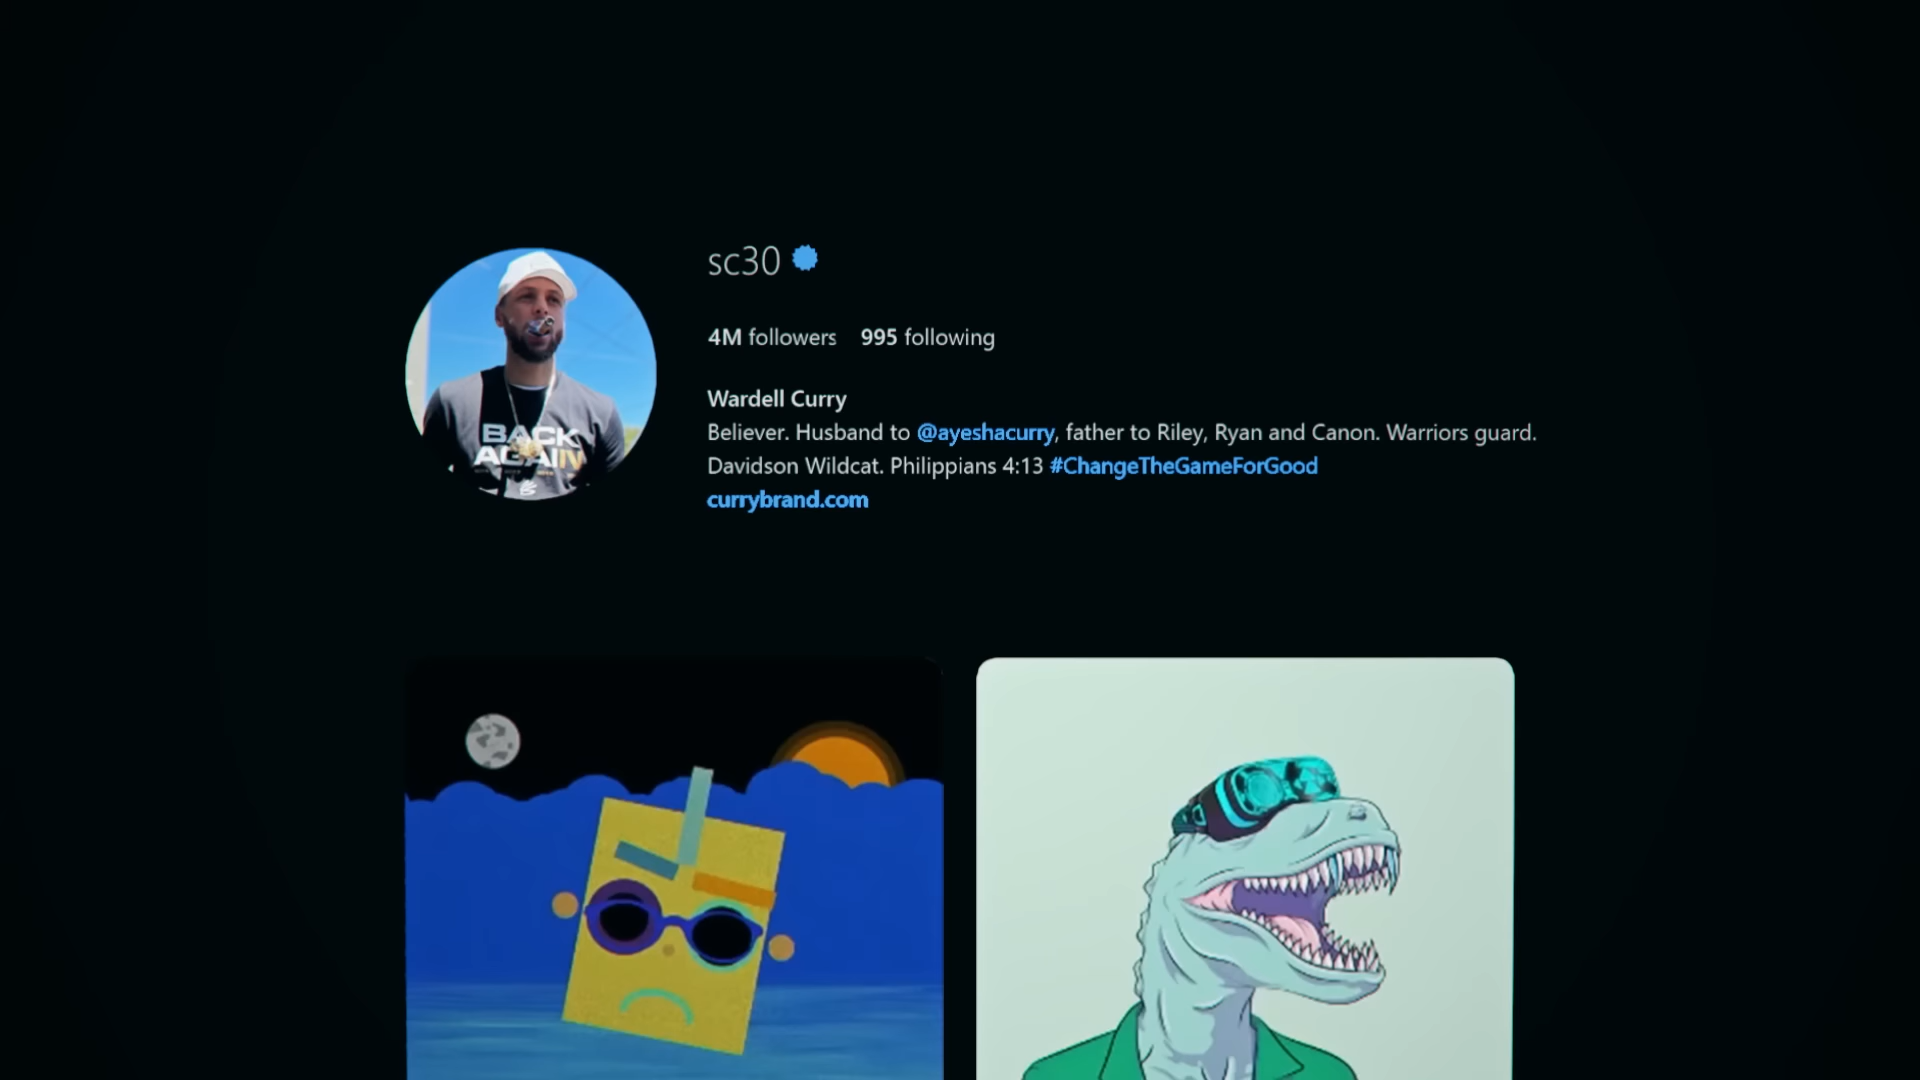 sc30
4M followers 995 following
Wardell Curry
Believer. Husband to @ayeshacurry, father to Riley, Ryan and Canon. Warriors guard.
Davidson Wildcat. Philippians 4:13 #ChangeTheGameForGood
currybrand.com
BACK
AGAIN